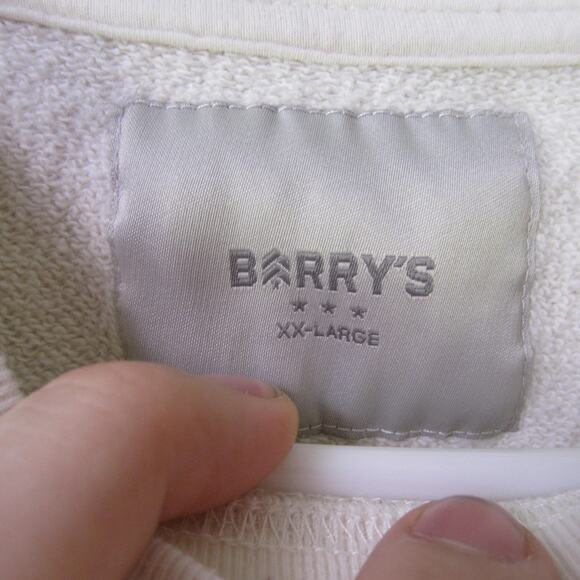 BARRY'S
★ ★ ★
XX-LARGE